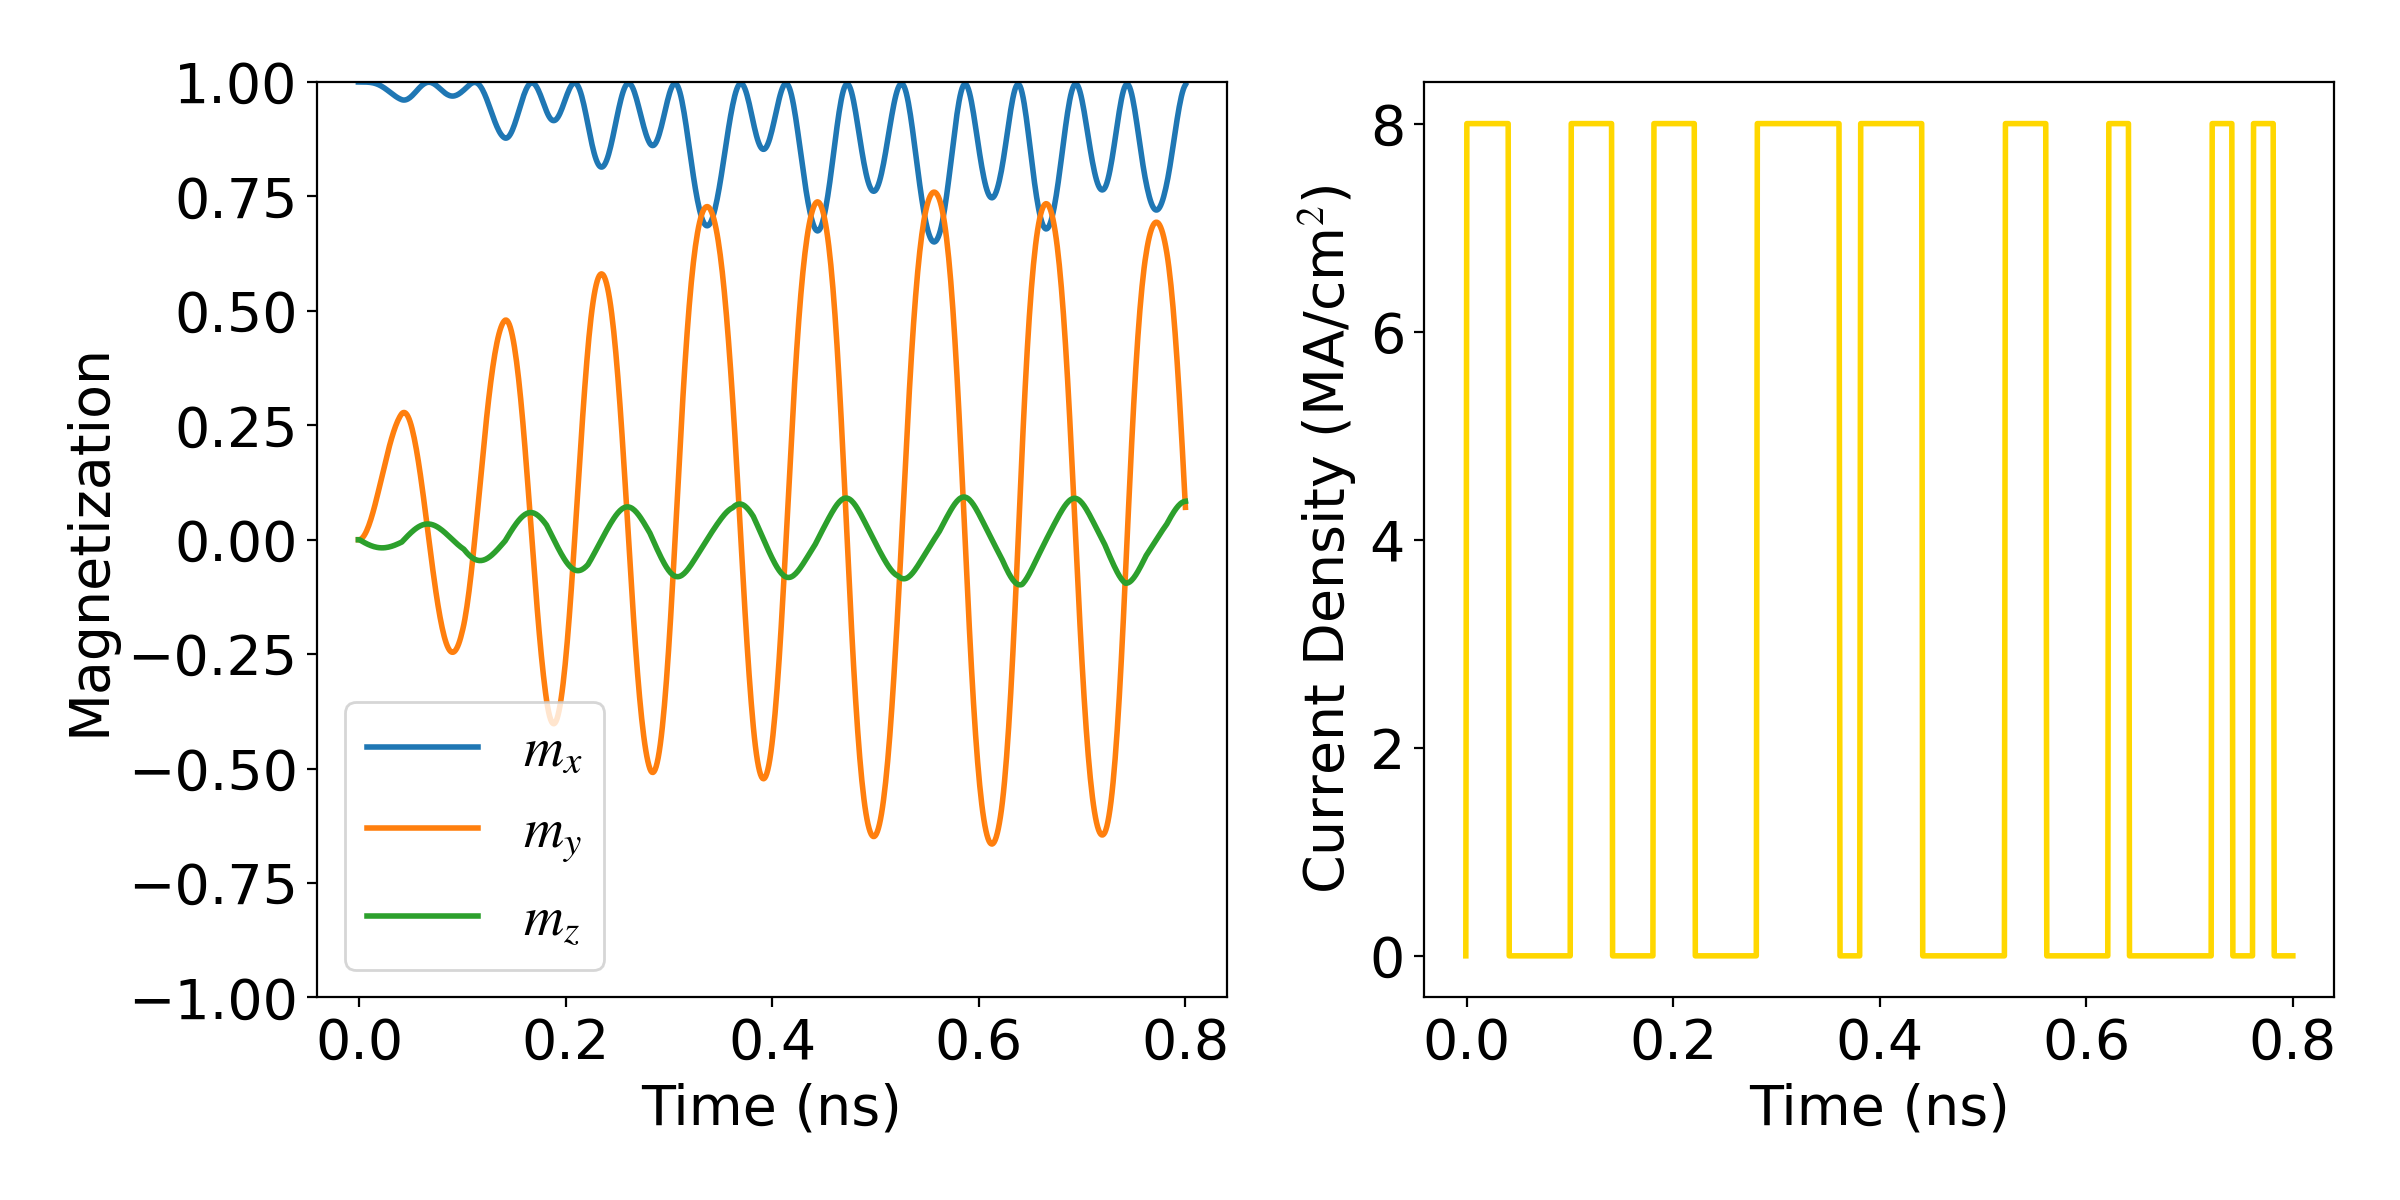 1.00
0.75
0.50
0.25
0.00
−0.25
−0.50
−0.75
−1.00
Magnetization
m_x
m_y
m_z
0.0 0.2 0.4 0.6 0.8
Time (ns)
8
6
4
2
0
Current Density (MA/cm²)
0.0 0.2 0.4 0.6 0.8
Time (ns)